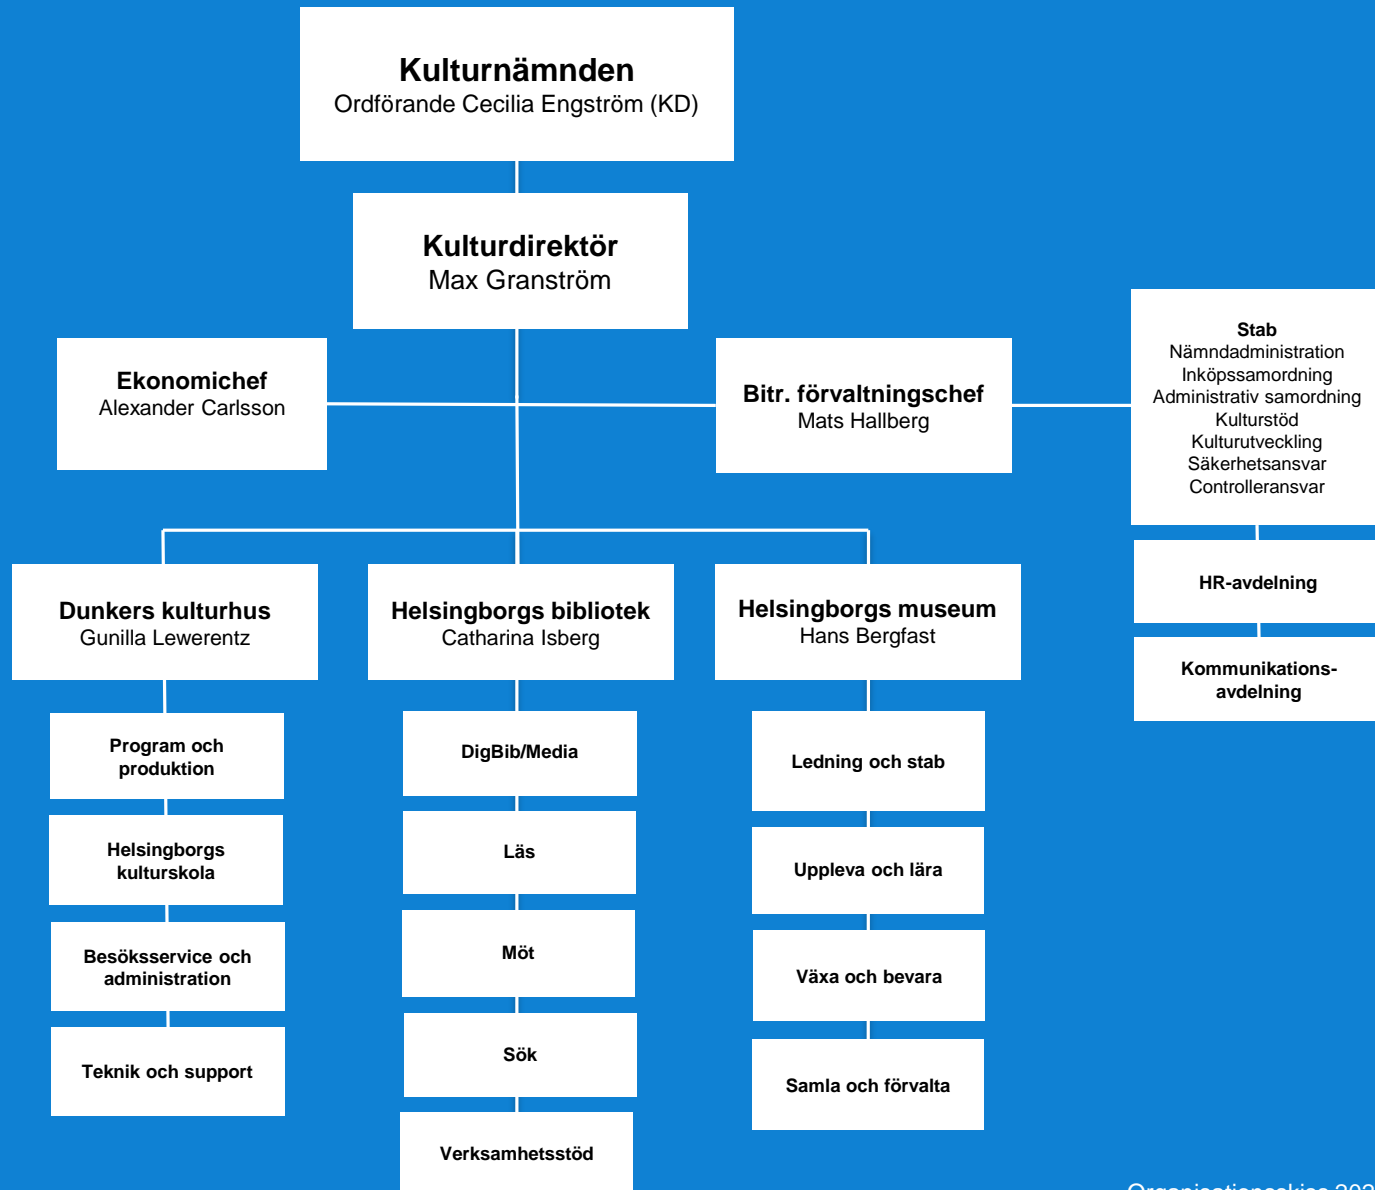 Kulturnämnden
Ordförande Cecilia Engström (KD)
Kulturdirektör
Max Granström
Ekonomichef
Alexander Carlsson
Bitr. förvaltningschef
Mats Hallberg
Stab
Nämndadministration
Inköpssamordning
Administrativ samordning
Kulturstöd
Kulturutveckling
Säkerhetsansvar
Controlleransvar
HR-avdelning
Kommunikations-
avdelning
Dunkers kulturhus
Gunilla Lewerentz
Program och
produktion
Helsingborgs
kulturskola
Besöksservice och
administration
Teknik och support
Helsingborgs bibliotek
Catharina Isberg
DigBib/Media
Läs
Möt
Sök
Verksamhetsstöd
Helsingborgs museum
Hans Bergfast
Ledning och stab
Uppleva och lära
Växa och bevara
Samla och förvalta
Organisationsskiss